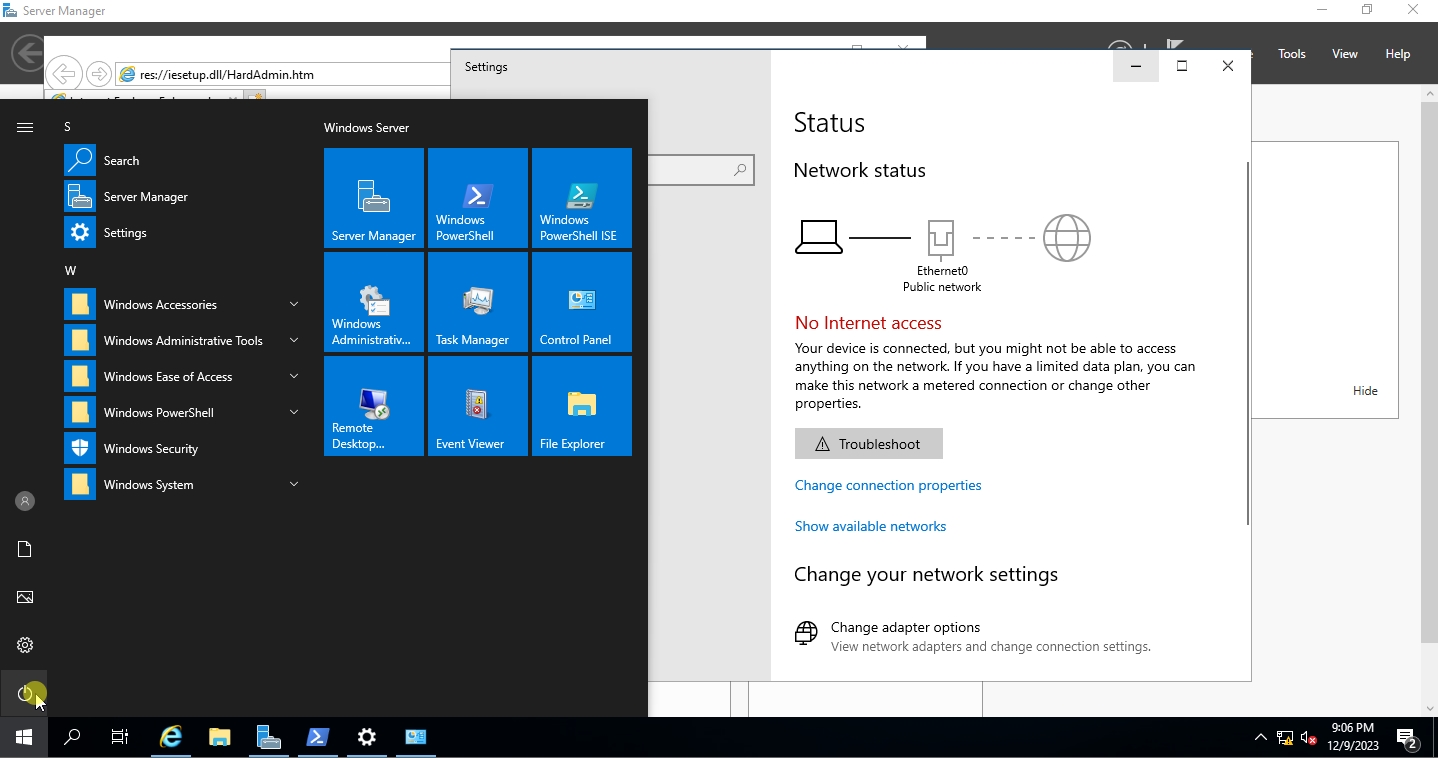 Server Manager
Tools
View
Help
res://iesetup.dll/HardAdmin.htm
Settings
S
Search
Server Manager
Settings
W
Windows Accessories
Windows Administrative Tools
Windows Ease of Access
Windows PowerShell
Windows Security
Windows System
Windows Server
Server Manager
Windows
PowerShell
Windows
PowerShell ISE
Windows
Administrativ...
Task Manager
Control Panel
Remote
Desktop...
Event Viewer
File Explorer
Status
Network status
Ethernet0
Public network
No Internet access
Your device is connected, but you might not be able to access
anything on the network. If you have a limited data plan, you can
make this network a metered connection or change other
properties.
Troubleshoot
Change connection properties
Show available networks
Change your network settings
Change adapter options
View network adapters and change connection settings.
Hide
9:06 PM
12/9/2023
2